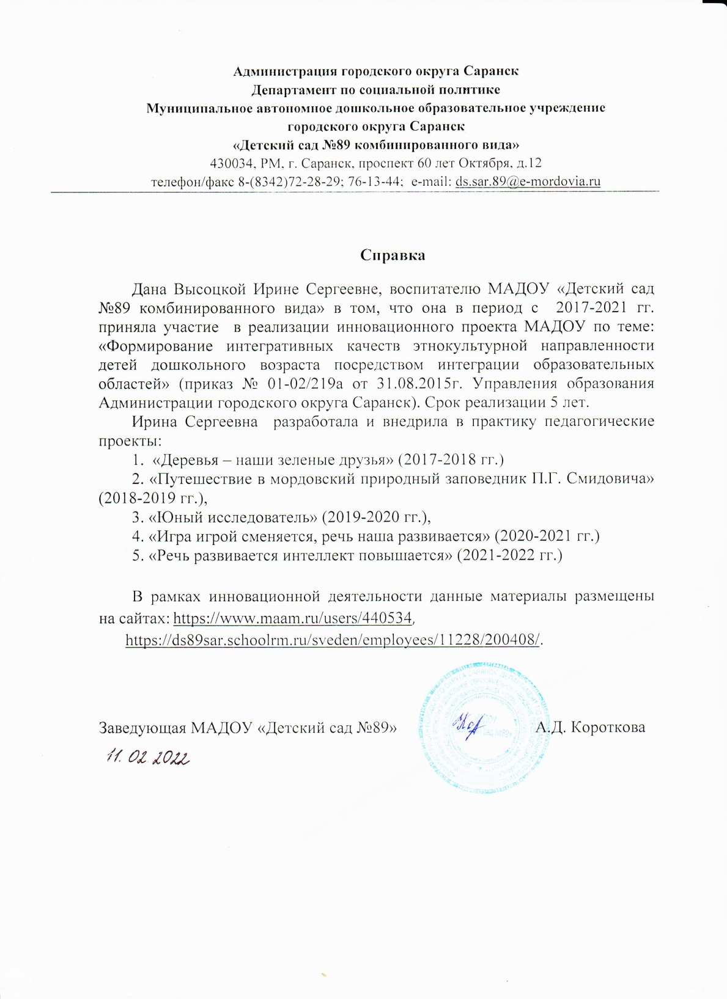 Администрация городского округа Саранск
Департамент по социальной политике
Муниципальное автономное дошкольное образовательное учреждение
городского округа Саранск
«Детский сад №89 комбинированного вида»
430034, РМ, г. Саранск, проспект 60 лет Октября, д.12
телефон/факс 8-(8342)72-28-29; 76-13-44; e-mail: ds.sar.89@e-mordovia.ru
Справка
Дана Высоцкой Ирине Сергеевне, воспитателю МАДОУ «Детский сад
№89 комбинированного вида» в том, что она в период с 2017-2021 гг.
приняла участие в реализации инновационного проекта МАДОУ по теме:
«Формирование интегративных качеств этнокультурной направленности
детей дошкольного возраста посредством интеграции образовательных
областей» (приказ № 01-02/219а от 31.08.2015г. Управления образования
Администрации городского округа Саранск). Срок реализации 5 лет.
Ирина Сергеевна разработала и внедрила в практику педагогические
проекты:
1. «Деревья – наши зеленые друзья» (2017-2018 гг.)
2. «Путешествие в мордовский природный заповедник П.Г. Смидовича»
(2018-2019 гг.),
3. «Юный исследователь» (2019-2020 гг.),
4. «Игра игрой сменяется, речь наша развивается» (2020-2021 гг.)
5. «Речь развивается интеллект повышается» (2021-2022 гг.)
В рамках инновационной деятельности данные материалы размещены
на сайтах: https://www.maam.ru/users/440534,
https://ds89sar.schoolrm.ru/sveden/employees/11228/200408/.
Заведующая МАДОУ «Детский сад №89» А.Д. Короткова
11.02.2022